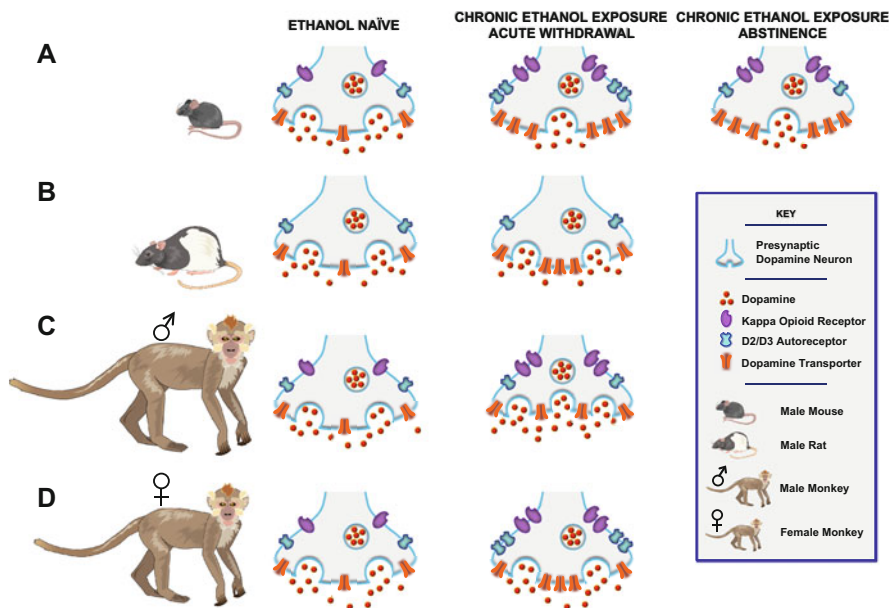 ETHANOL NAÏVE
CHRONIC ETHANOL EXPOSURE
ACUTE WITHDRAWAL
CHRONIC ETHANOL EXPOSURE
ABSTINENCE
A
B
C
D
KEY
Presynaptic
Dopamine Neuron
Dopamine
Kappa Opioid Receptor
D2/D3 Autoreceptor
Dopamine Transporter
Male Mouse
Male Rat
♂
Male Monkey
♀
Female Monkey